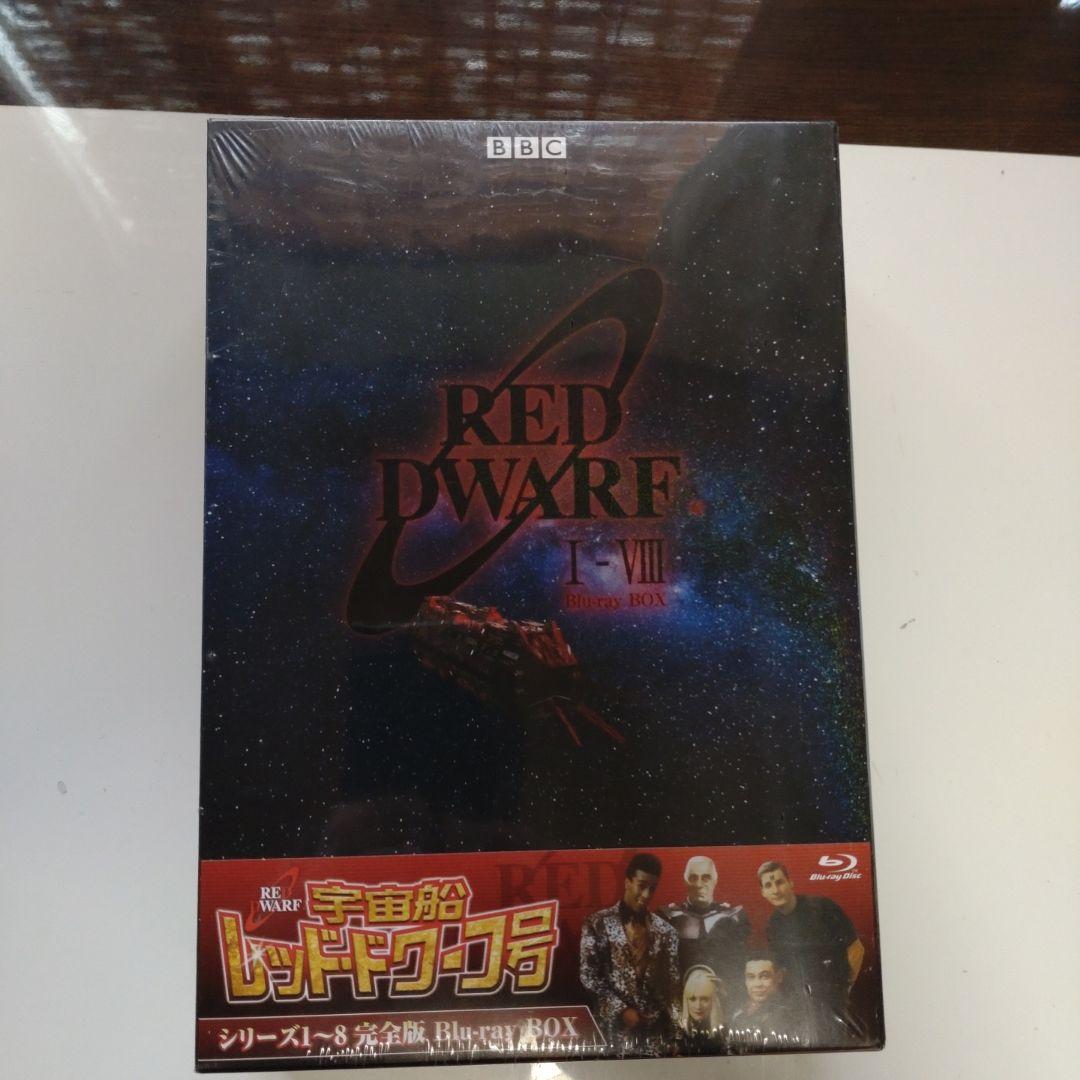 BBC
RED
DWARF
I - VIII
Blu-ray BOX
RED
Blu-ray Disc
RED
DWARF
宇宙船
レッド・ドワーフ号
シリーズ1～8 完全版 Blu-ray BOX